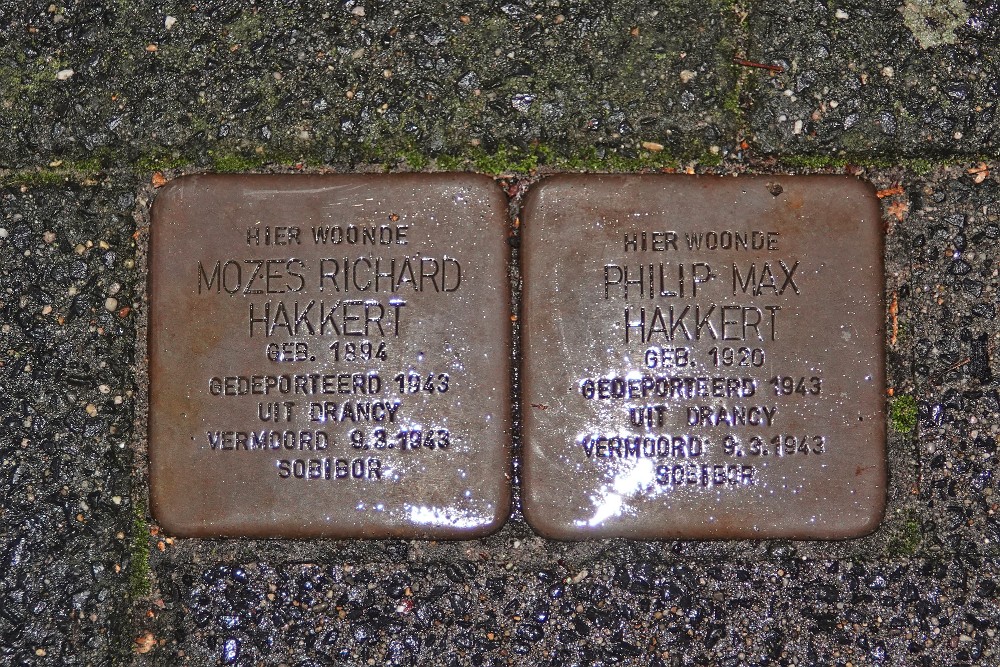 HIER WOONDE
MOZES RICHARD
HAKKERT
GEB. 1894
GEDEPORTEERD 1943
UIT DRANCY
VERMOORD 9.3.1943
SOBIBOR
HIER WOONDE
PHILIP MAX
HAKKERT
GEB. 1920
GEDEPORTEERD 1943
UIT DRANCY
VERMOORD 9.3.1943
SOBIBOR